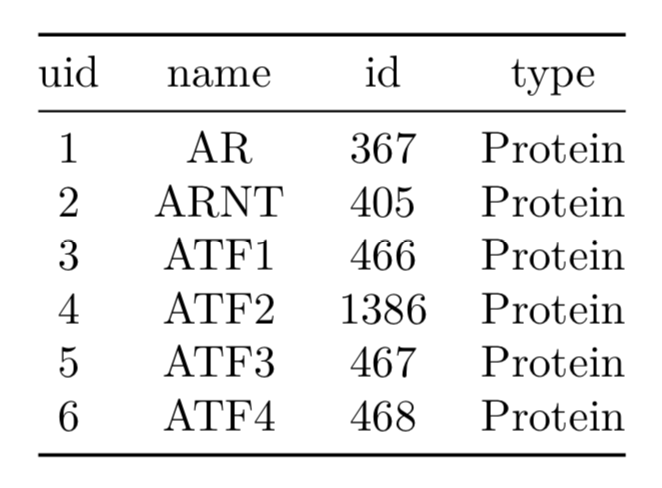 uid name id type
1 AR 367 Protein
2 ARNT 405 Protein
3 ATF1 466 Protein
4 ATF2 1386 Protein
5 ATF3 467 Protein
6 ATF4 468 Protein